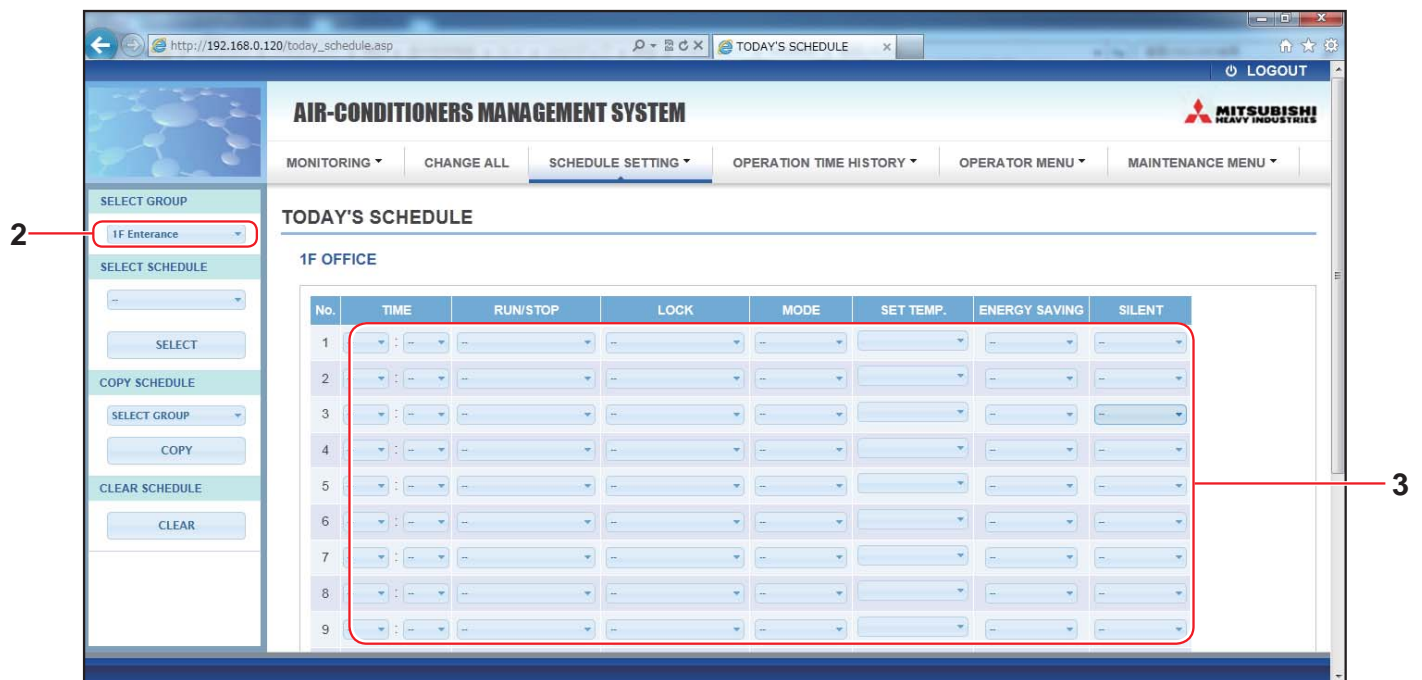 http://192.168.0.120/today_schedule.asp TODAY'S SCHEDULE
LOGOUT
AIR-CONDITIONERS MANAGEMENT SYSTEM
MITSUBISHI
HEAVY INDUSTRIES
MONITORING CHANGE ALL SCHEDULE SETTING OPERATION TIME HISTORY OPERATOR MENU MAINTENANCE MENU
SELECT GROUP
2
1F Enterance
SELECT SCHEDULE
--
SELECT
COPY SCHEDULE
SELECT GROUP
COPY
CLEAR SCHEDULE
CLEAR
TODAY'S SCHEDULE
1F OFFICE
No. TIME RUN/STOP LOCK MODE SET TEMP. ENERGY SAVING SILENT
1 -- : -- -- -- -- -- --
2 -- : -- -- -- -- -- --
3 -- : -- -- -- -- -- --
4 -- : -- -- -- -- -- --
5 -- : -- -- -- -- -- --
6 -- : -- -- -- -- -- --
7 -- : -- -- -- -- -- --
8 -- : -- -- -- -- -- --
9 -- : -- -- -- -- -- --
3